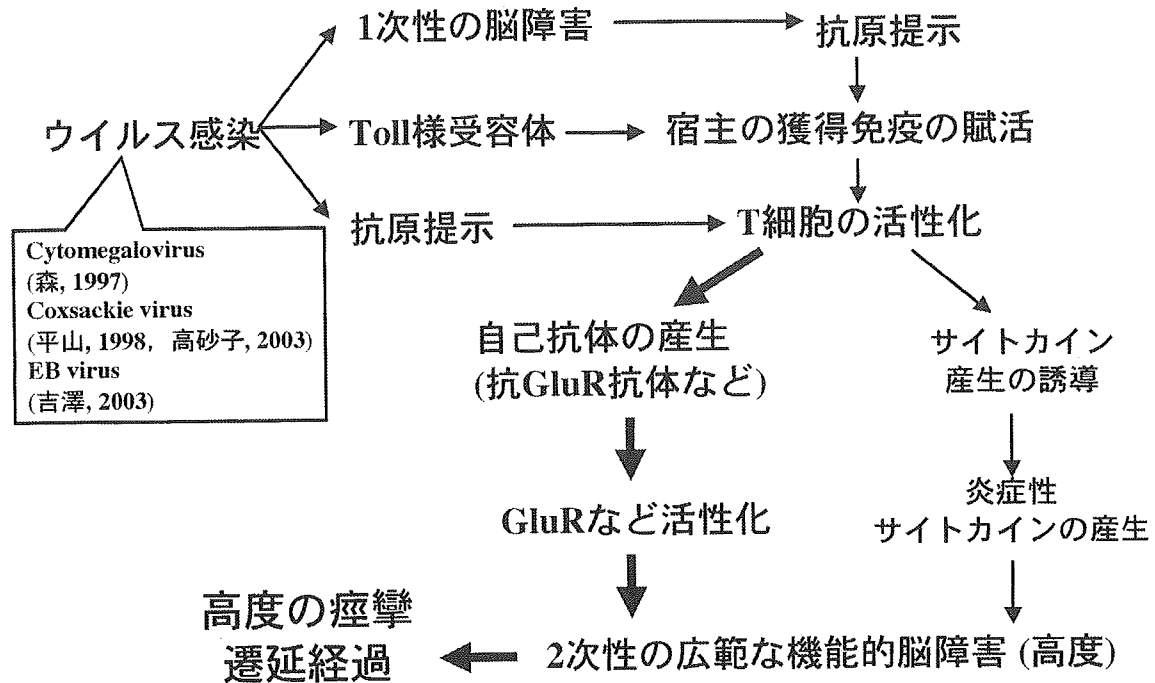 1次性の脳障害
抗原提示
ウイルス感染
Toll様受容体
宿主の獲得免疫の賦活
抗原提示
T細胞の活性化
Cytomegalovirus
(森, 1997)
Coxsackie virus
(平山, 1998, 高砂子, 2003)
EB virus
(吉澤, 2003)
自己抗体の産生
(抗GluR抗体など)
サイトカイン
産生の誘導
GluRなど活性化
炎症性
サイトカインの産生
高度の痙攣
遷延経過
2次性の広範な機能的脳障害 (高度)